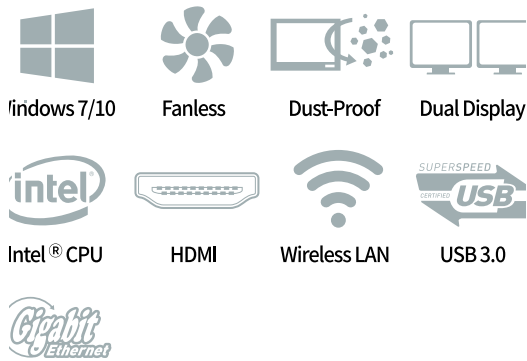 Windows 7/10 Fanless Dust-Proof Dual Display
intel SUPERSPEED
CERTIFIED USB
Intel ® CPU HDMI Wireless LAN USB 3.0
Gigabit
Ethernet